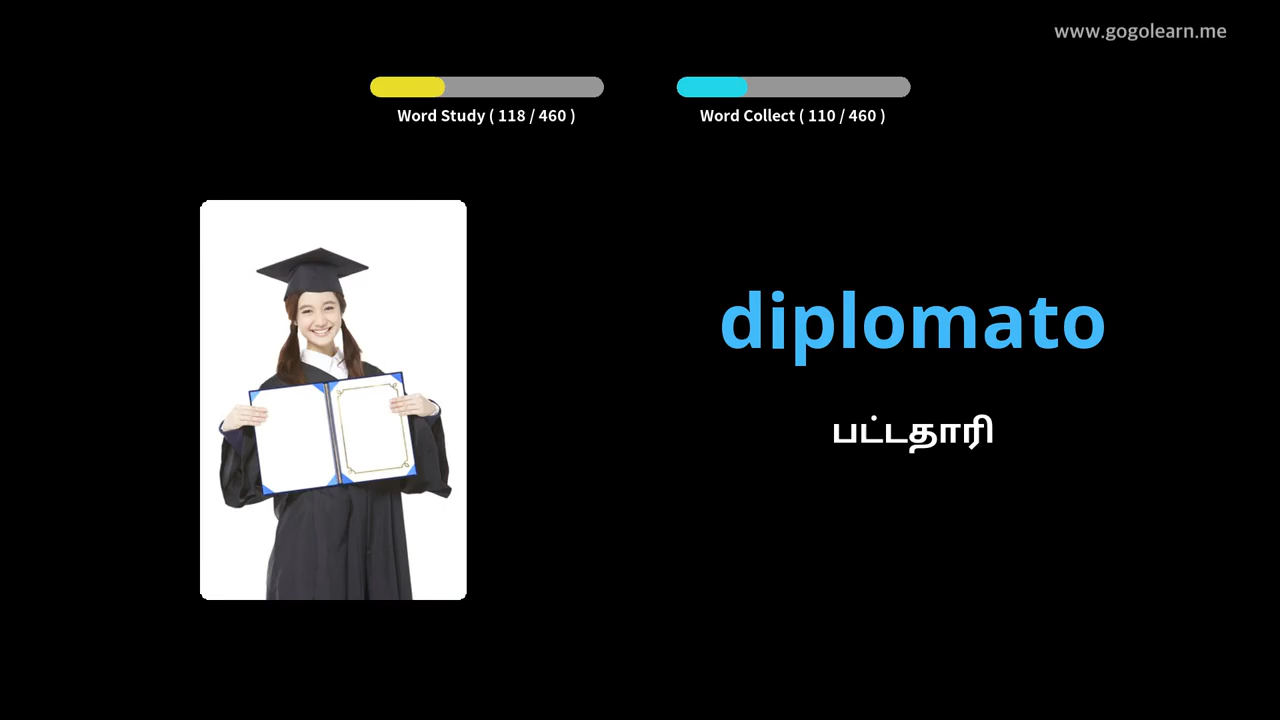 www.gogolearn.me
Word Study ( 118 / 460 )
Word Collect ( 110 / 460 )
diplomato
பட்டதாரி